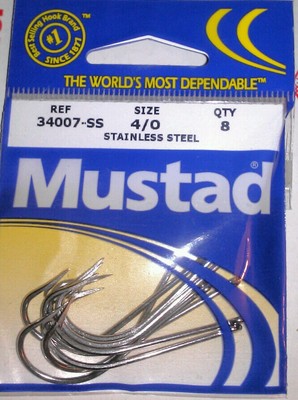 Best Selling Hook Brand
#1
SINCE 1877
THE WORLD'S MOST DEPENDABLE™
REF SIZE QTY
34007-SS 4/0 8
STAINLESS STEEL
Mustad®